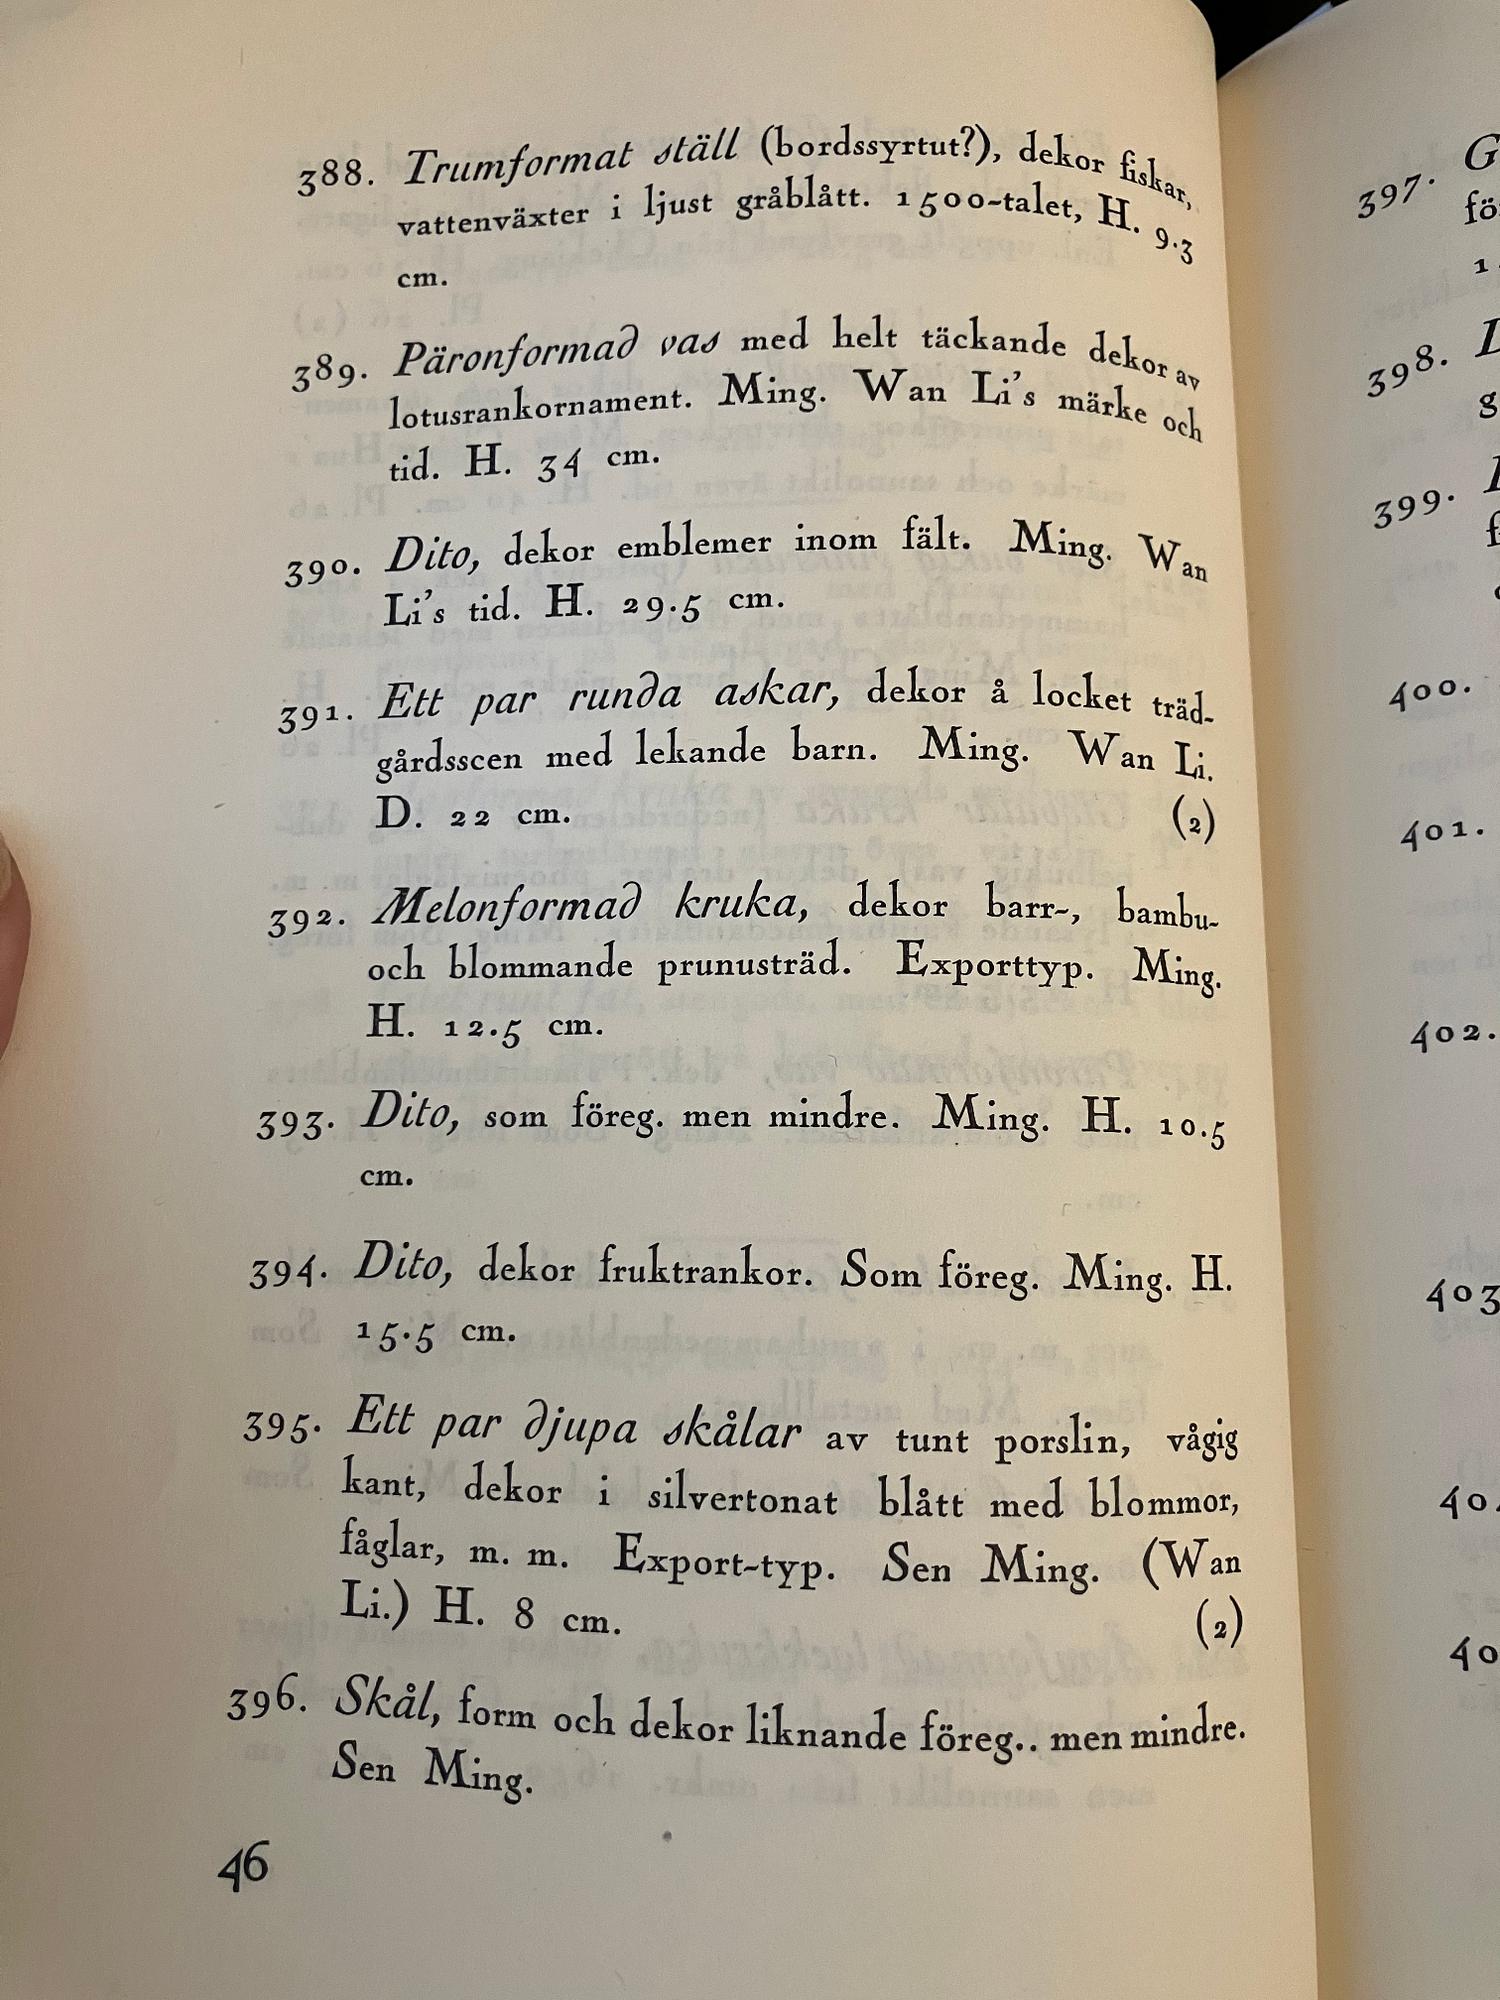 388. Trumformat ställ (bordssyrtut?), dekor fiskar,
vattenväxter i ljust gråblått. 1500-talet, H. 9.3
cm.
389. Päronformad vas med helt täckande dekor av
lotusrankornament. Ming. Wan Li's märke och
tid. H. 34 cm.
390. Dito, dekor emblemer inom fält. Ming. Wan
Li's tid. H. 29.5 cm.
391. Ett par runda askar, dekor å locket träd-
gårdsscen med lekande barn. Ming. Wan Li.
D. 22 cm. (2)
392. Melonformad kruka, dekor barr-, bambu-
och blommande prunusträd. Exporttyp. Ming.
H. 12.5 cm.
393. Dito, som föreg. men mindre. Ming. H. 10.5
cm.
394. Dito, dekor fruktrankor. Som föreg. Ming. H.
15.5 cm.
395. Ett par djupa skålar av tunt porslin, vågig
kant, dekor i silvertonat blått med blommor,
fåglar, m. m. Export-typ. Sen Ming. (Wan
Li.) H. 8 cm. (2)
396. Skål, form och dekor liknande föreg.. men mindre.
Sen Ming.
46
397. G
fö
398.
g
399.
400.
401.
402.
403
40
40